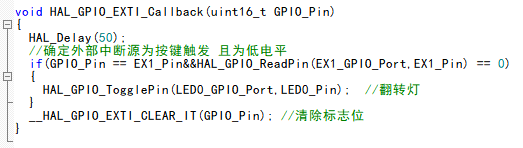 void HAL_GPIO_EXTI_Callback(uint16_t GPIO_Pin)
{
HAL_Delay(50);
//确定外部中断源为按键触发 且为低电平
if(GPIO_Pin == EX1_Pin&&HAL_GPIO_ReadPin(EX1_GPIO_Port,EX1_Pin) == 0)
{
HAL_GPIO_TogglePin(LED0_GPIO_Port,LED0_Pin); //翻转灯
}
__HAL_GPIO_EXTI_CLEAR_IT(GPIO_Pin); //清除标志位
}